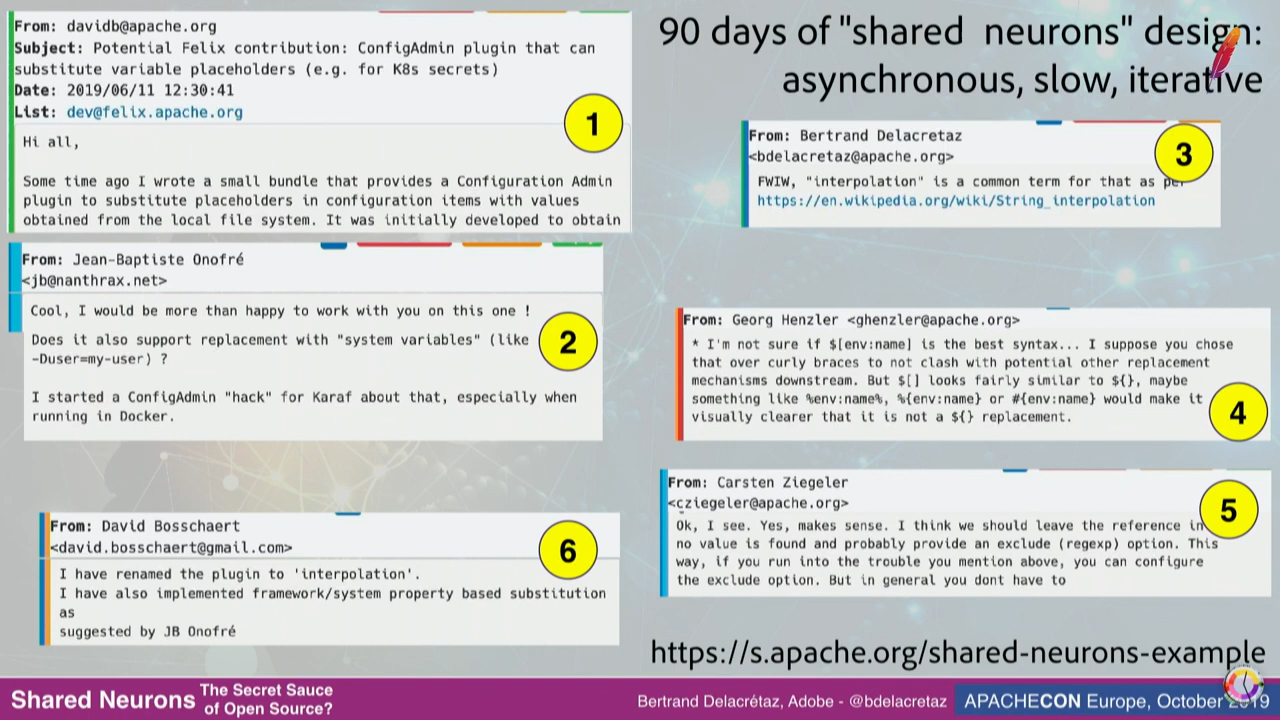 90 days of "shared neurons" design:
asynchronous, slow, iterative
From: davidb@apache.org
Subject: Potential Felix contribution: ConfigAdmin plugin that can
substitute variable placeholders (e.g. for K8s secrets)
Date: 2019/06/11 12:30:41
List: dev@felix.apache.org
1
Hi all,
Some time ago I wrote a small bundle that provides a Configuration Admin
plugin to substitute placeholders in configuration items with values
obtained from the local file system. It was initially developed to obtain
From: Jean-Baptiste Onofré
<jb@nanthrax.net>
2
Cool, I would be more than happy to work with you on this one !
Does it also support replacement with "system variables" (like
-Duser=my-user) ?
I started a ConfigAdmin "hack" for Karaf about that, especially when
running in Docker.
From: Bertrand Delacretaz
<bdelacretaz@apache.org>
3
FWIW, "interpolation" is a common term for that as per
https://en.wikipedia.org/wiki/String_interpolation
From: Georg Henzler <ghenzler@apache.org>
* I'm not sure if $[env:name] is the best syntax... I suppose you chose
that over curly braces to not clash with potential other replacement
mechanisms downstream. But $[] looks fairly similar to ${}, maybe
something like %env:name%, %{env:name} or #{env:name} would make it
visually clearer that it is not a ${} replacement.
4
From: Carsten Ziegeler
<cziegeler@apache.org>
5
Ok, I see. Yes, makes sense. I think we should leave the reference in
no value is found and probably provide an exclude (regexp) option. This
way, if you run into the trouble you mention above, you can configure
the exclude option. But in general you dont have to
From: David Bosschaert
<david.bosschaert@gmail.com>
6
I have renamed the plugin to 'interpolation'.
I have also implemented framework/system property based substitution
as
suggested by JB Onofré
https://s.apache.org/shared-neurons-example
Shared Neurons The Secret Sauce
of Open Source?
Bertrand Delacrétaz, Adobe - @bdelacretaz
APACHECON Europe, October 2019